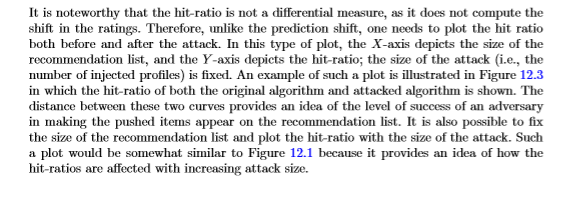 It is noteworthy that the hit-ratio is not a differential measure, as it does not compute the
shift in the ratings. Therefore, unlike the prediction shift, one needs to plot the hit ratio
both before and after the attack. In this type of plot, the X-axis depicts the size of the
recommendation list, and the Y-axis depicts the hit-ratio; the size of the attack (i.e., the
number of injected profiles) is fixed. An example of such a plot is illustrated in Figure 12.3
in which the hit-ratio of both the original algorithm and attacked algorithm is shown. The
distance between these two curves provides an idea of the level of success of an adversary
in making the pushed items appear on the recommendation list. It is also possible to fix
the size of the recommendation list and plot the hit-ratio with the size of the attack. Such
a plot would be somewhat similar to Figure 12.1 because it provides an idea of how the
hit-ratios are affected with increasing attack size.